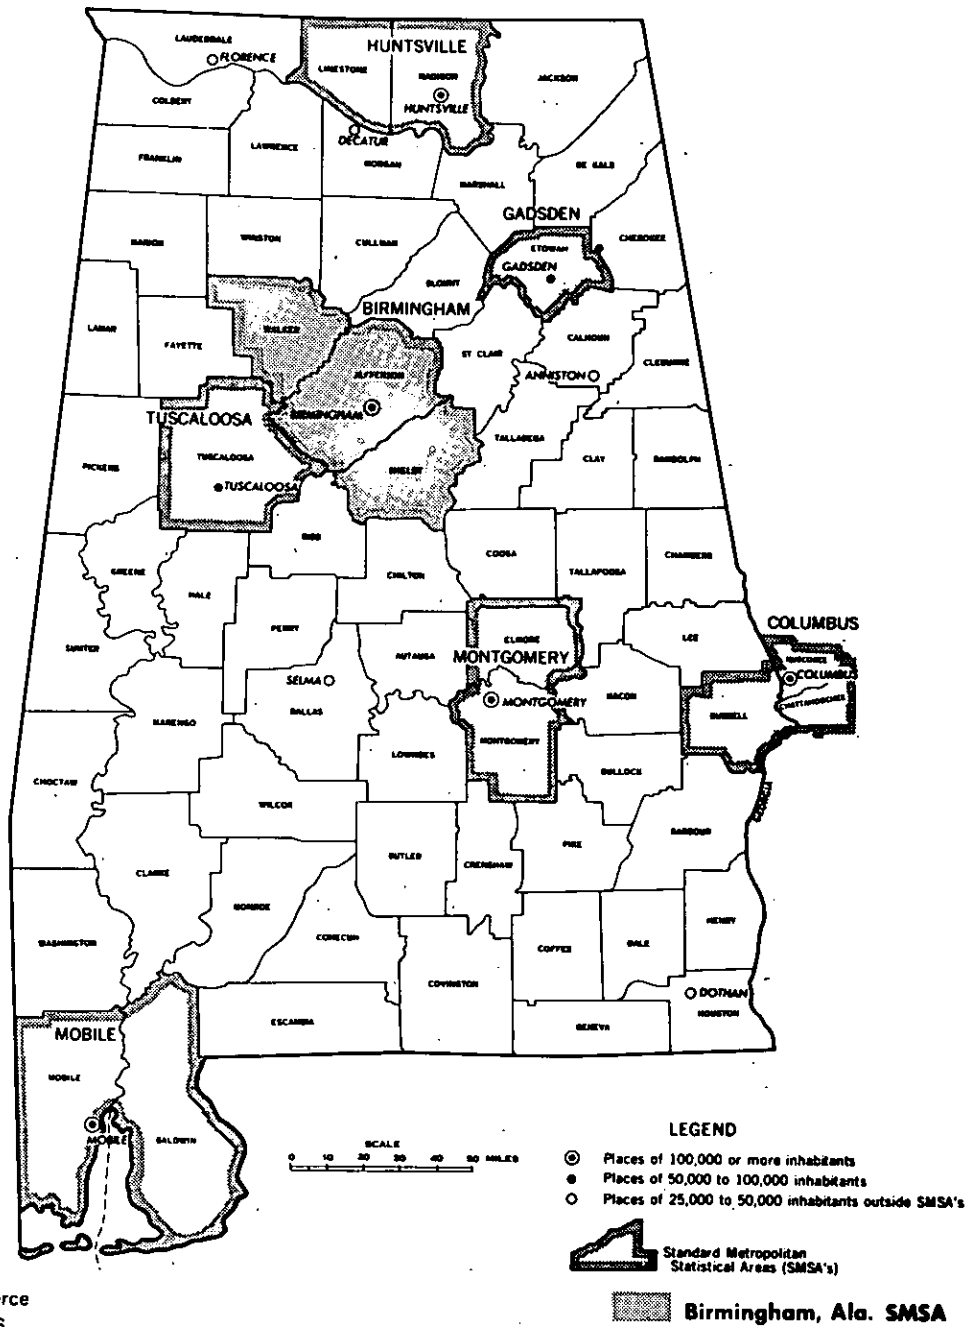 LAUDERDALE
FLORENCE
HUNTSVILLE
LIMESTONE
MADISON
HUNTSVILLE
JACKSON
COLBERT
DECATUR
FRANKLIN
LAWRENCE
MORGAN
MARSHALL
DE KALB
GADSDEN
MARION
WINSTON
CULLMAN
ETOWAH
CHEROKEE
GADSDEN
BLOUNT
BIRMINGHAM
LAMAR
FAYETTE
WALKER
JEFFERSON
ST CLAIR
CALHOUN
CLEBURNE
ANNISTON
BIRMINGHAM
TUSCALOOSA
PICKENS
TUSCALOOSA
TUSCALOOSA
SHELBY
TALLADEGA
CLAY
RANDOLPH
BIBB
GREENE
HALE
CHILTON
COOSA
TALLAPOOSA
CHAMBERS
SUMTER
PERRY
AUTAUGA
ELMORE
LEE
COLUMBUS
MONTGOMERY
MUSCOGEE
COLUMBUS
SELMA
DALLAS
MONTGOMERY
MACON
RUSSELL
CHATTAHOOCHEE
MARENGO
LOWNDES
MONTGOMERY
BULLOCK
CHOCTAW
WILCOX
GEORGIA
BUTLER
CRENSHAW
PIKE
BARBOUR
CLARKE
MONROE
CONECUH
HENRY
WASHINGTON
COFFEE
DALE
COVINGTON
DOTHAN
HOUSTON
MOBILE
ESCAMBIA
GENEVA
MOBILE
MOBILE
BALDWIN
SCALE
0 10 20 30 40 50 MILES
LEGEND
Places of 100,000 or more inhabitants
Places of 50,000 to 100,000 inhabitants
Places of 25,000 to 50,000 inhabitants outside SMSA's
Standard Metropolitan
Statistical Areas (SMSA's)
Birmingham, Ala. SMSA
erce
s